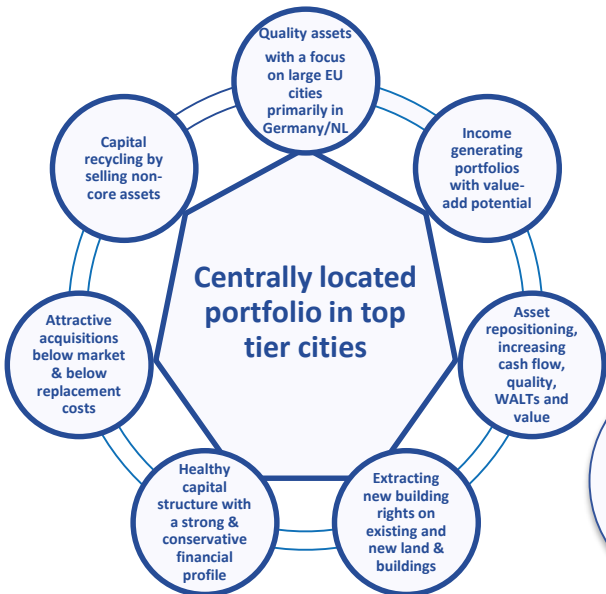 Quality assets
with a focus
on large EU
cities
primarily in
Germany/NL
Income
generating
portfolios
with value-
add potential
Asset
repositioning,
increasing
cash flow,
quality,
WALTs and
value
Extracting
new building
rights on
existing and
new land &
buildings
Healthy
capital
structure with
a strong &
conservative
financial
profile
Attractive
acquisitions
below market
& below
replacement
costs
Capital
recycling by
selling non-
core assets
Centrally located
portfolio in top
tier cities